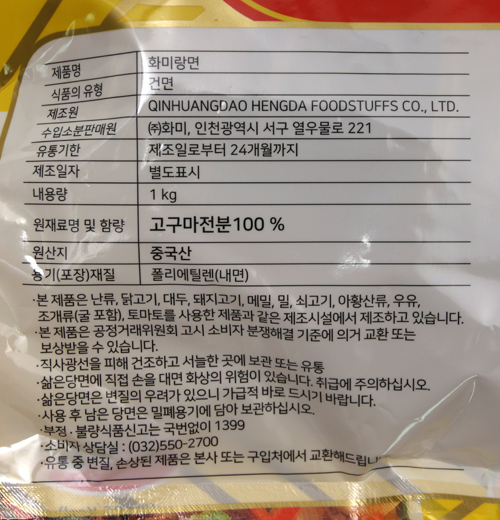 제품명 화미랑면
식품의 유형 건면
제조원 QINHUANGDAO HENGDA FOODSTUFFS CO., LTD.
수입소분판매원 ㈜화미, 인천광역시 서구 열우물로 221
유통기한 제조일로부터 24개월까지
제조일자 별도표시
내용량 1 kg
원재료명 및 함량 고구마전분100 %
원산지 중국산
용기(포장)재질 폴리에틸렌(내면)
·본 제품은 난류, 닭고기, 대두, 돼지고기, 메밀, 밀, 쇠고기, 아황산류, 우유,
조개류(굴 포함), 토마토를 사용한 제품과 같은 제조시설에서 제조하고 있습니다.
·본 제품은 공정거래위원회 고시 소비자 분쟁해결 기준에 의거 교환 또는
보상받을 수 있습니다.
·직사광선을 피해 건조하고 서늘한 곳에 보관 또는 유통
·삶은당면에 직접 손을 대면 화상의 위험이 있습니다. 취급에 주의하십시오.
·삶은당면은 변질의 우려가 있으니 가급적 바로 드시기 바랍니다.
·사용 후 남은 당면은 밀폐용기에 담아 보관하십시오.
·부정·불량식품신고는 국번없이 1399
·소비자 상담실 : (032)550-2700
·유통 중 변질, 손상된 제품은 본사 또는 구입처에서 교환해드립니